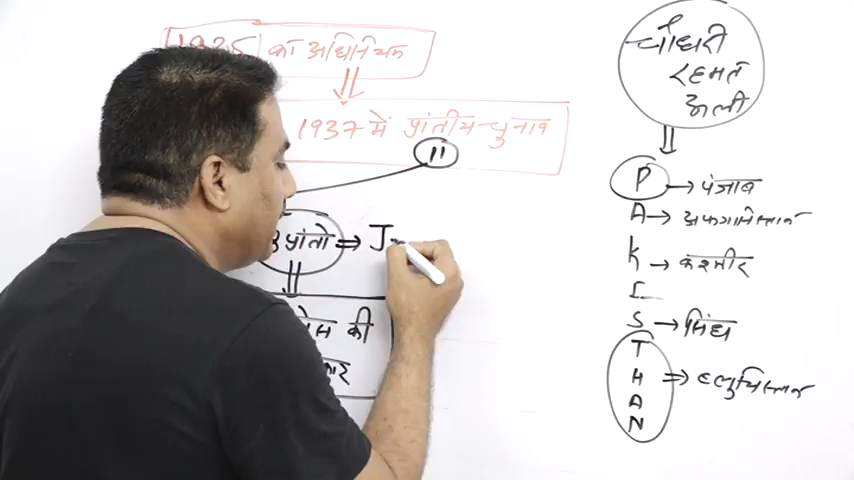 1935 का अधिनियम
1937 में प्रांतीय चुनाव
11
प्रांतो ⇒ J
की
चौधरी
रहमत
अली
P → पंजाब
A → अफगानिस्तान
K → कश्मीर
I
S → सिंध
T
H ⇒ बलुचिस्तान
A
N